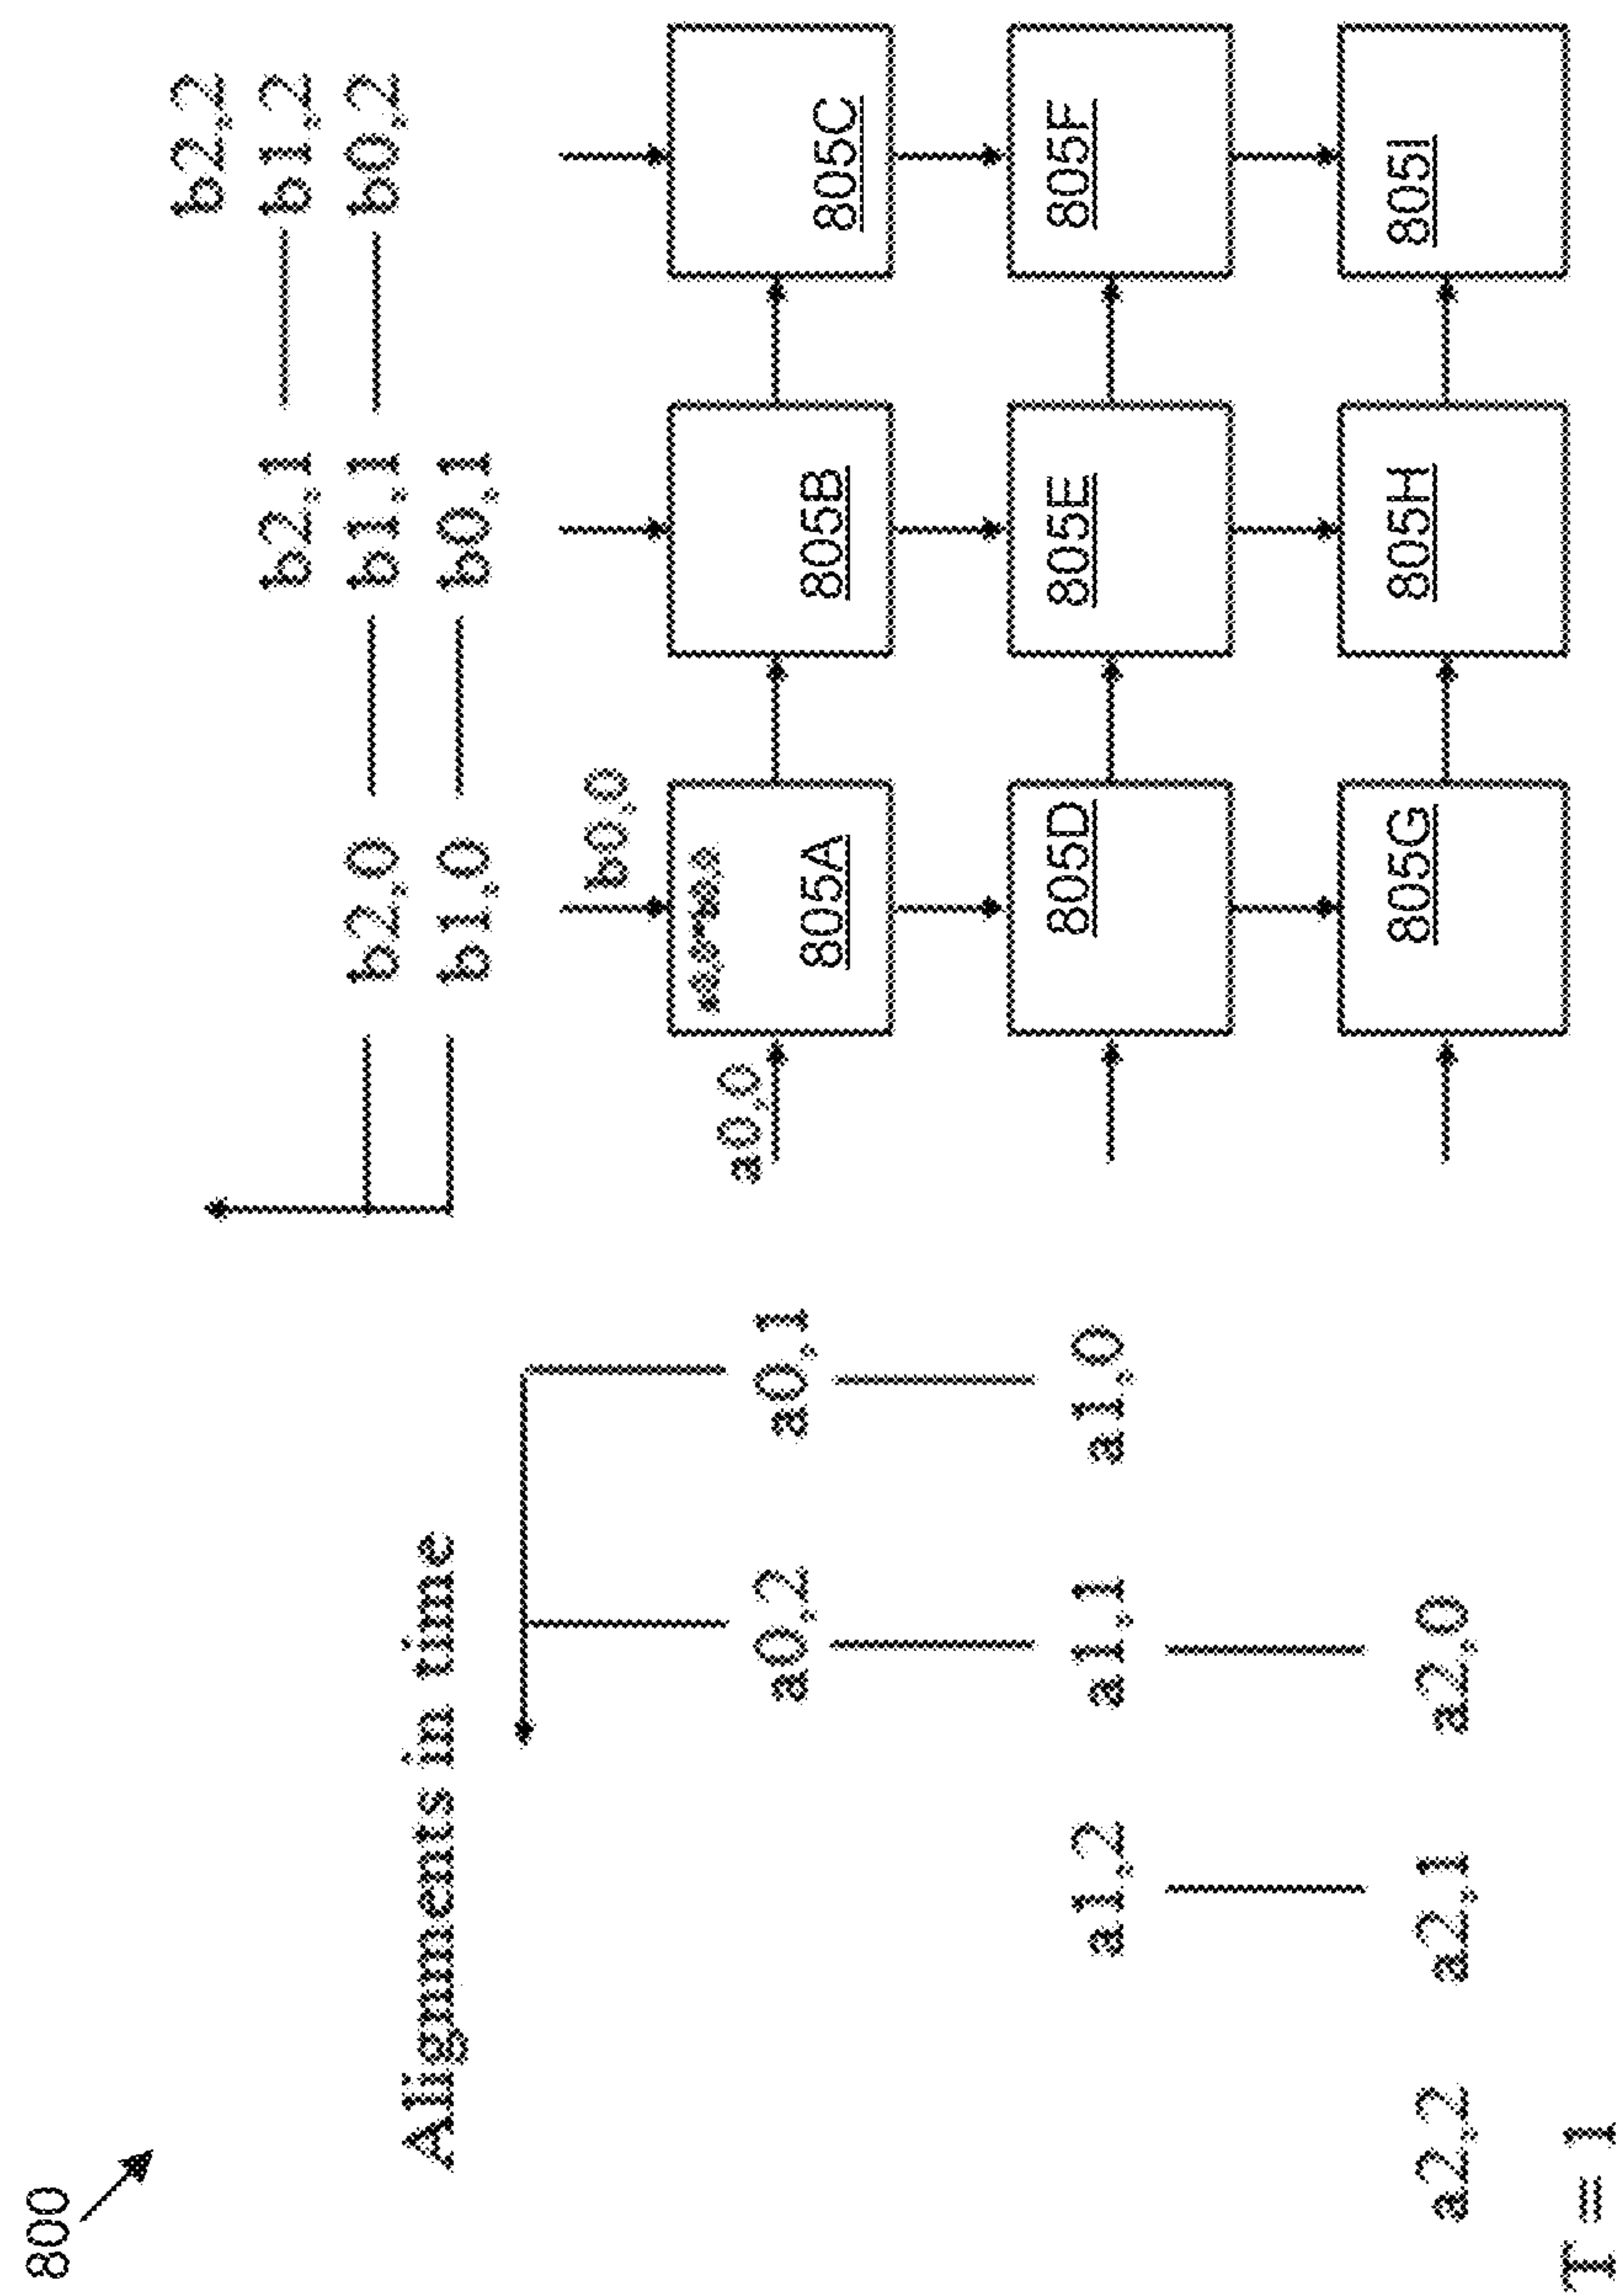 800
b2,2
b2,1 b1,2
b2,0 b1,1 b0,2
Alignments in time
b1,0 b0,1
b0,0
a0,0
a0,2 a0,1
805A 805B 805C
805D 805E 805F
a1,2 a1,1 a1,0
805G 805H 805I
a2,2 a2,1 a2,0
T = 1